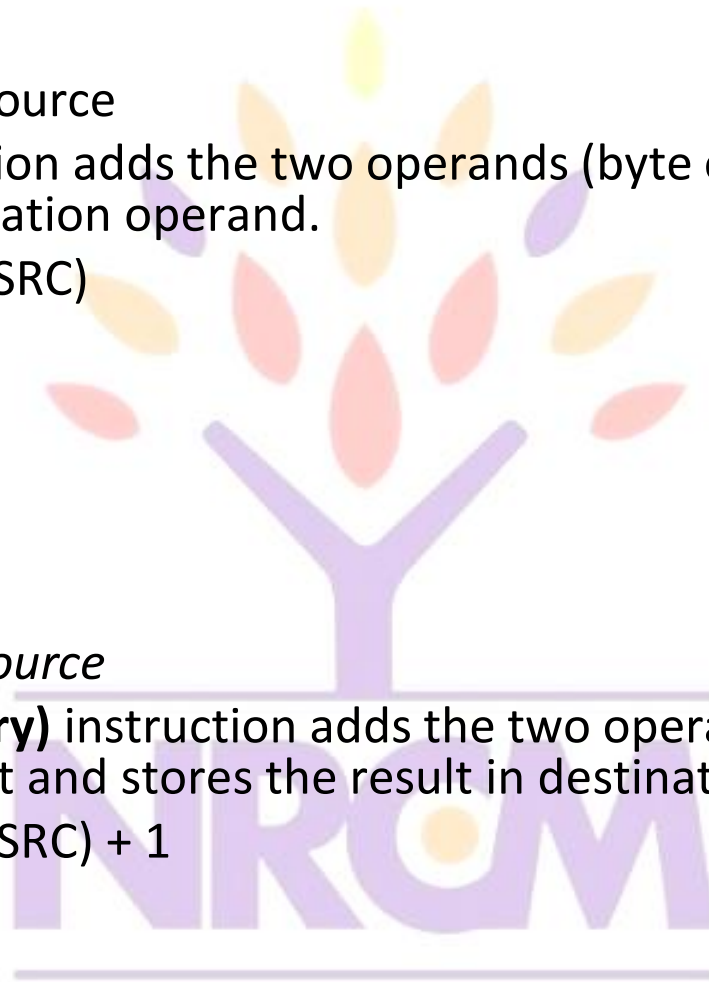 ource
ion adds the two operands (byte
ation operand.
SRC)
ource
ry) instruction adds the two opera
t and stores the result in destinat
SRC) + 1
NRCM